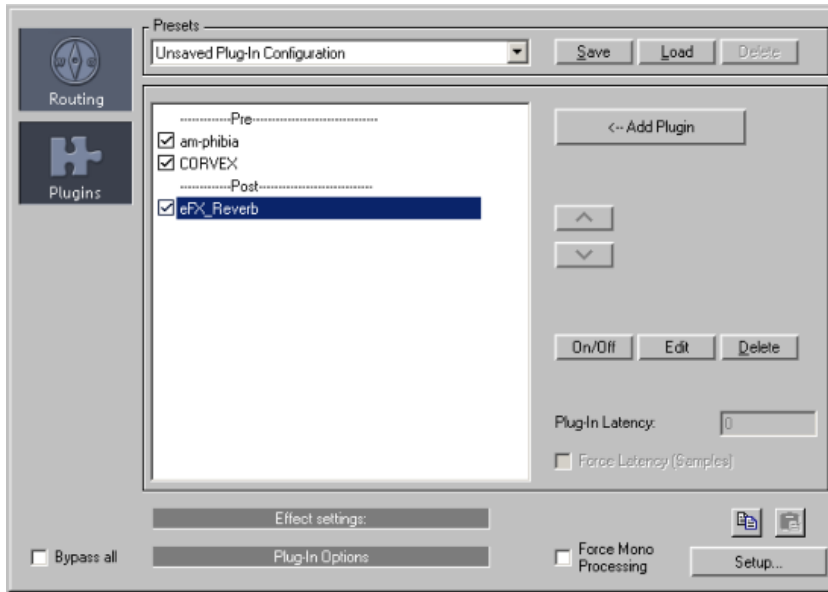 Presets
Unsaved Plug-In Configuration
Save
Load
Delete
Routing
Plugins
-------------Pre--------------------------------
am-phibia
CORVEX
-------------Post-----------------------------
eFX_Reverb
<-- Add Plugin
On/Off
Edit
Delete
Plug-In Latency:
0
Force Latency (Samples)
Effect settings:
Bypass all
Plug-In Options
Force Mono
Processing
Setup...